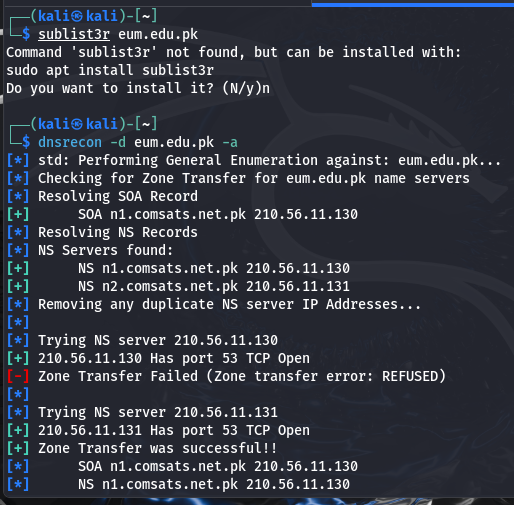 ┌──(kali㉿kali)-[~]
└─$ sublist3r eum.edu.pk
Command 'sublist3r' not found, but can be installed with:
sudo apt install sublist3r
Do you want to install it? (N/y)n
┌──(kali㉿kali)-[~]
└─$ dnsrecon -d eum.edu.pk -a
[*] std: Performing General Enumeration against: eum.edu.pk...
[*] Checking for Zone Transfer for eum.edu.pk name servers
[*] Resolving SOA Record
[+] SOA n1.comsats.net.pk 210.56.11.130
[*] Resolving NS Records
[*] NS Servers found:
[+] NS n1.comsats.net.pk 210.56.11.130
[+] NS n2.comsats.net.pk 210.56.11.131
[*] Removing any duplicate NS server IP Addresses...
[*]
[*] Trying NS server 210.56.11.130
[+] 210.56.11.130 Has port 53 TCP Open
[-] Zone Transfer Failed (Zone transfer error: REFUSED)
[*]
[*] Trying NS server 210.56.11.131
[+] 210.56.11.131 Has port 53 TCP Open
[+] Zone Transfer was successful!!
[*] SOA n1.comsats.net.pk 210.56.11.130
[*] NS n1.comsats.net.pk 210.56.11.130